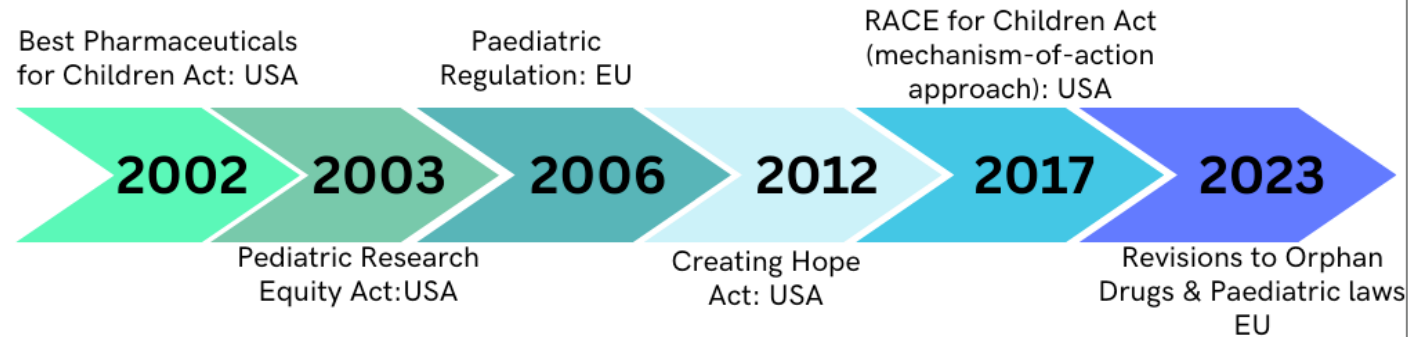 Best Pharmaceuticals
for Children Act: USA
Paediatric
Regulation: EU
RACE for Children Act
(mechanism-of-action
approach): USA
2002
2003
2006
2012
2017
2023
Pediatric Research
Equity Act:USA
Creating Hope
Act: USA
Revisions to Orphan
Drugs & Paediatric laws
EU